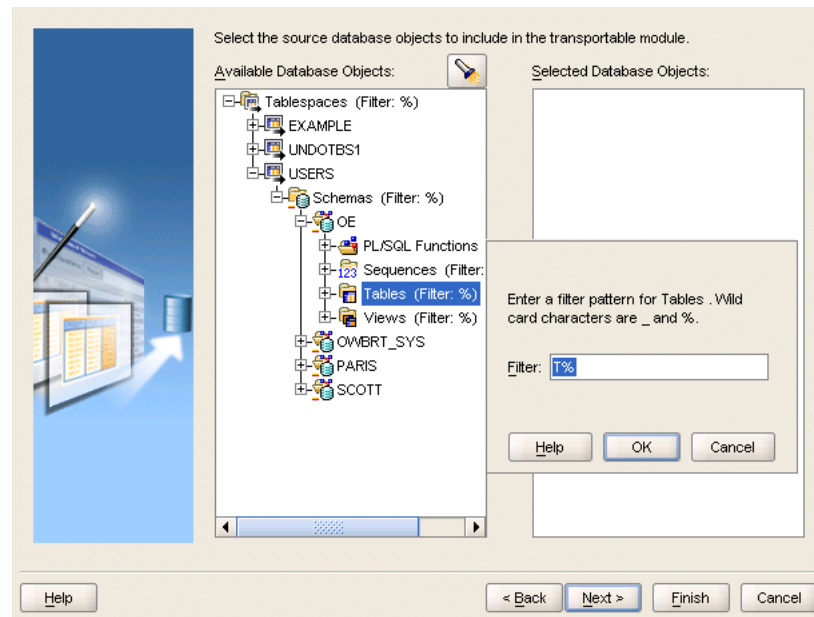 Select the source database objects to include in the transportable module.
Available Database Objects:
Selected Database Objects:
Tablespaces (Filter: %)
EXAMPLE
UNDOTBS1
USERS
Schemas (Filter: %)
OE
PL/SQL Functions
123 Sequences (Filter:
Tables (Filter: %)
Views (Filter: %)
OWBRT_SYS
PARIS
SCOTT
Enter a filter pattern for Tables . Wild
card characters are _ and %.
Filter: T%
Help OK Cancel
Help < Back Next > Finish Cancel